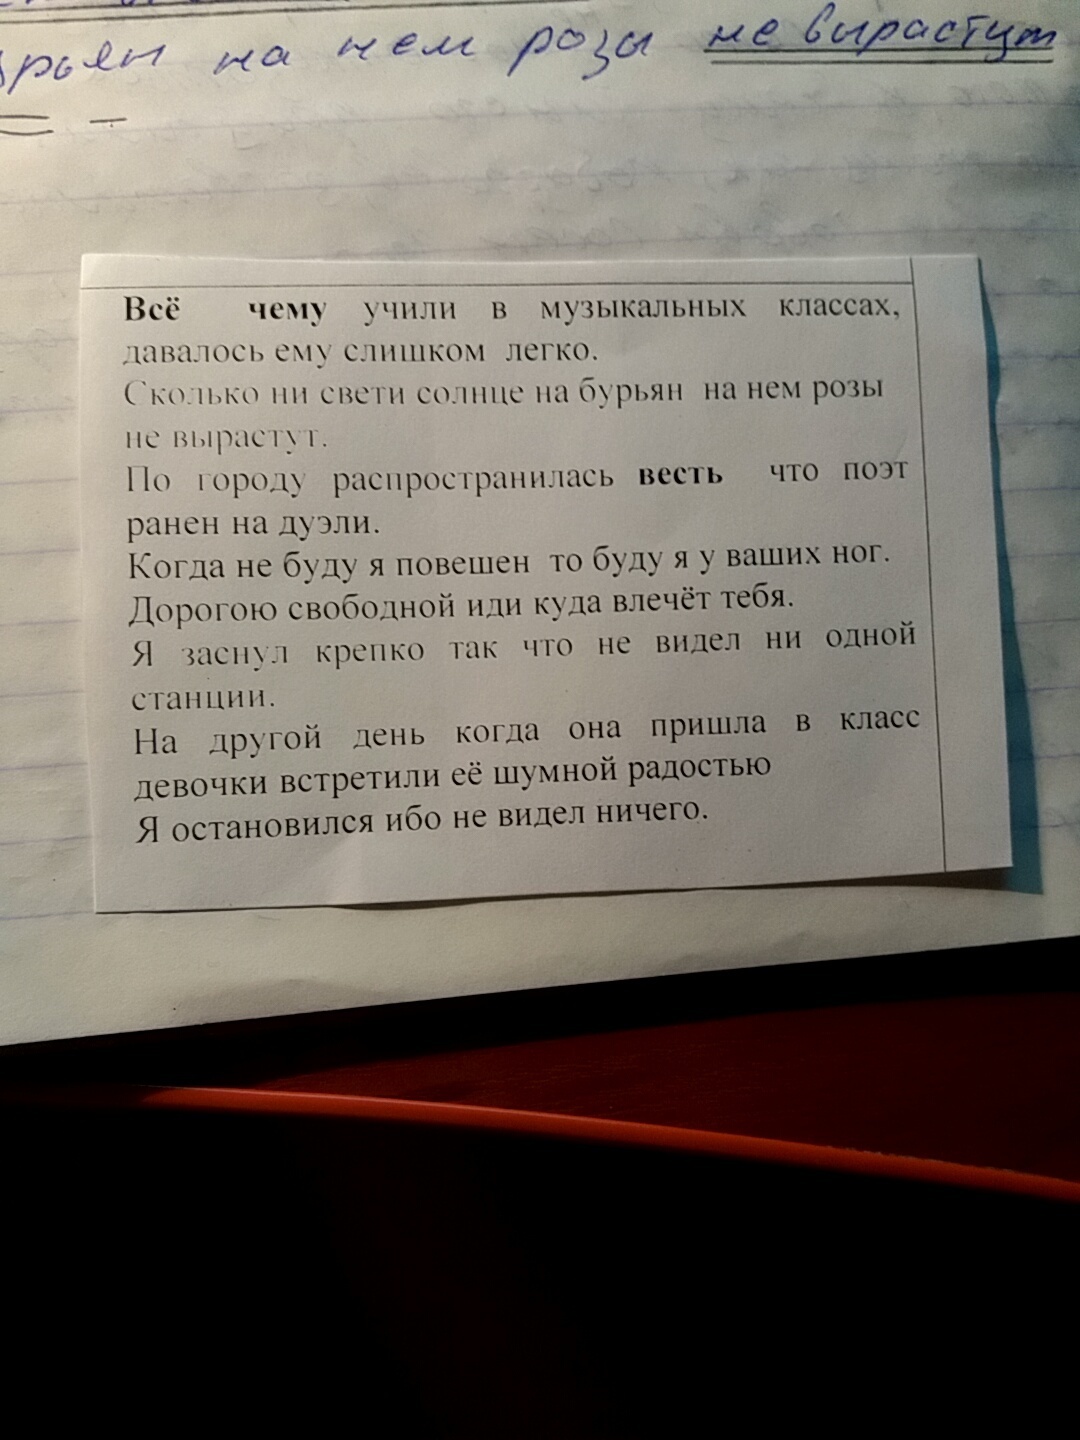 на нем розы не вырастут
Всё чему учили в музыкальных классах,
давалось ему слишком легко.
Сколько ни свети солнце на бурьян на нем розы
не вырастут.
По городу распространилась весть что поэт
ранен на дуэли.
Когда не буду я повешен то буду я у ваших ног.
Дорогою свободной иди куда влечёт тебя.
Я заснул крепко так что не видел ни одной
станции.
На другой день когда она пришла в класс
девочки встретили её шумной радостью
Я остановился ибо не видел ничего.